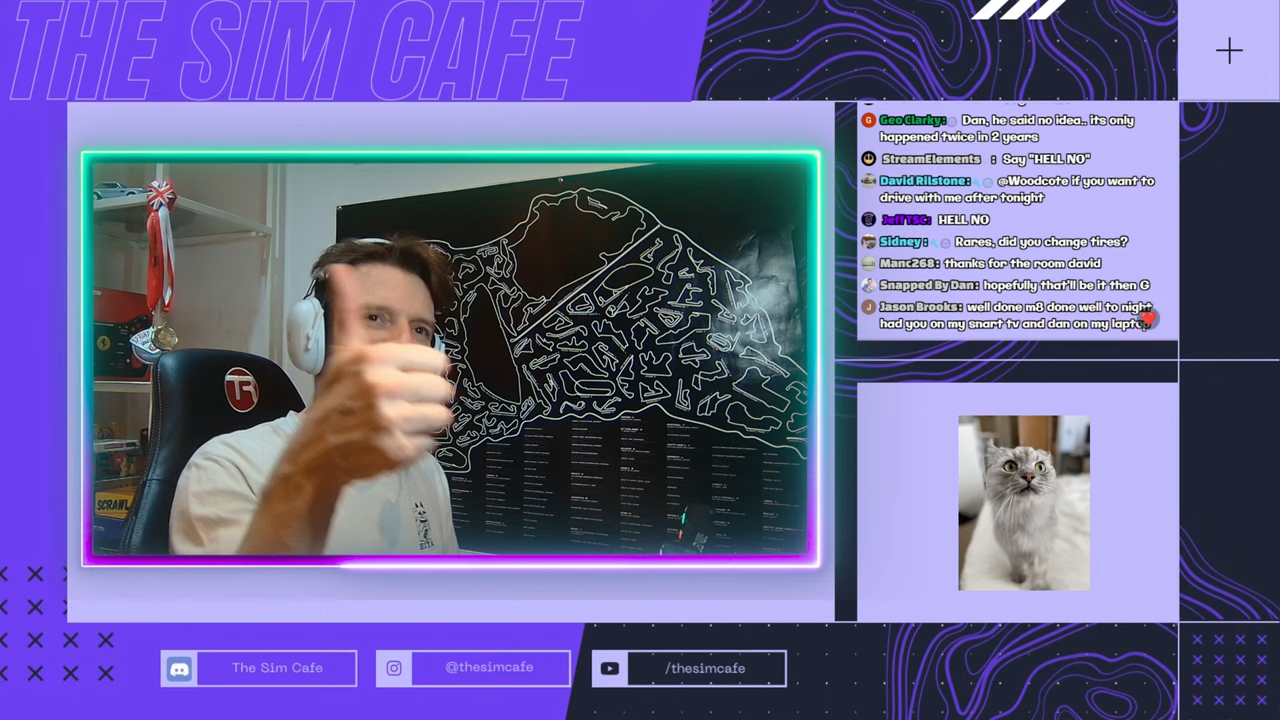 THE SIM CAFE
Geo Clarky: Dan, he said no idea.. its only
happened twice in 2 years
StreamElements : Say "HELL NO"
David Rilstone: @Woodcote if you want to
drive with me after tonight
Jeff TSC: HELL NO
Sidney : Rares, did you change tires?
Manc268: thanks for the room david
Snapped By Dan: hopefully that'll be it then G
Jason Brooks: well done m8 done well to night
had you on my snart tv and dan on my laptop
SCRAWL
The Sim Cafe
@thesimcafe
/thesimcafe